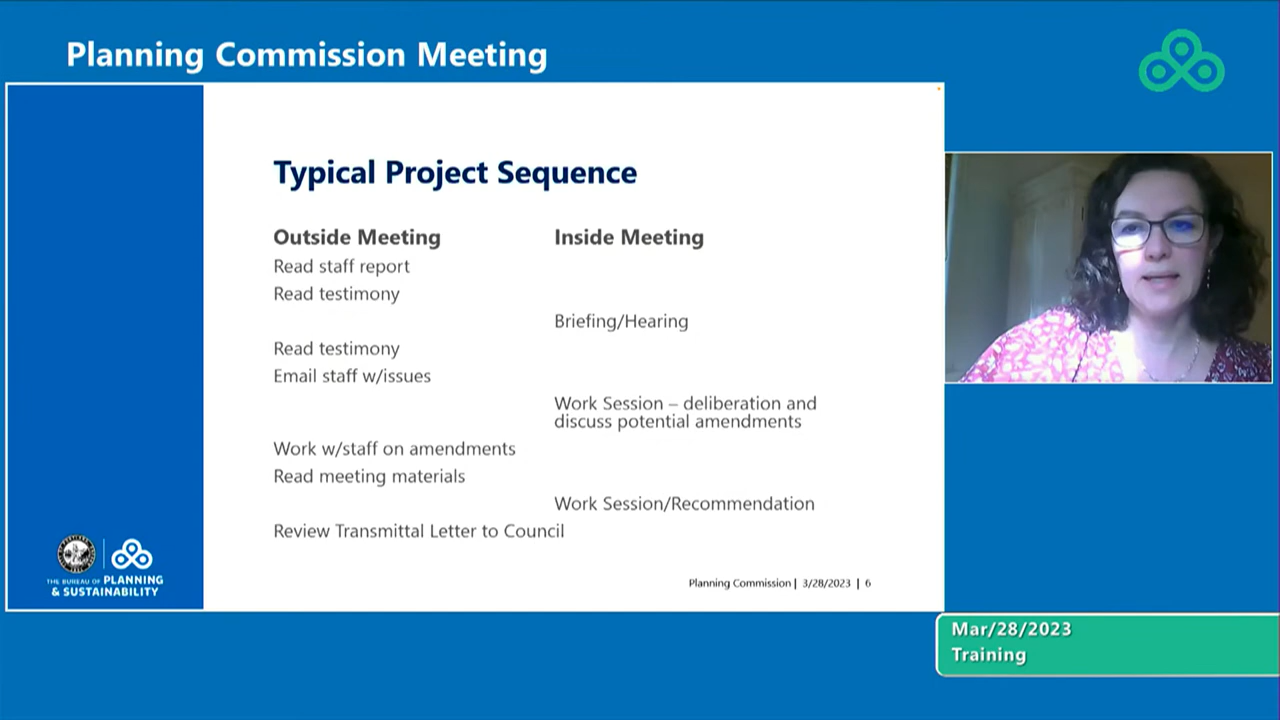 Planning Commission Meeting
Typical Project Sequence
Outside Meeting
Inside Meeting
Read staff report
Read testimony
Briefing/Hearing
Read testimony
Email staff w/issues
Work Session – deliberation and
discuss potential amendments
Work w/staff on amendments
Read meeting materials
Work Session/Recommendation
Review Transmittal Letter to Council
Planning Commission | 3/28/2023 | 6
THE BUREAU OF PLANNING
& SUSTAINABILITY
Mar/28/2023
Training